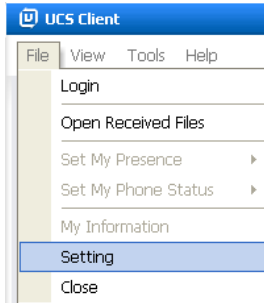 UCS Client
File View Tools Help
Login
Open Received Files
Set My Presence
Set My Phone Status
My Information
Setting
Close